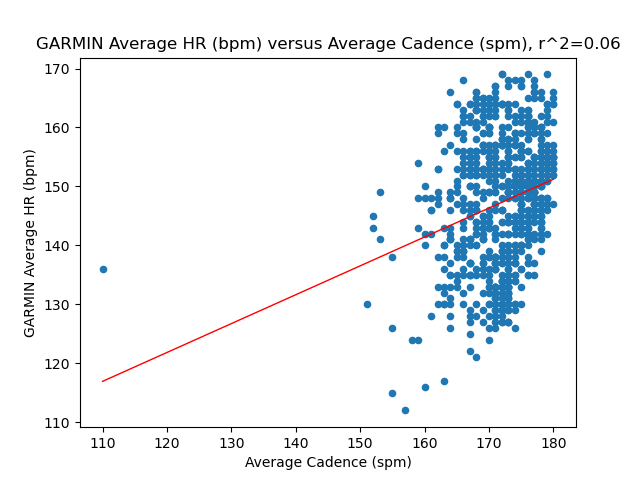 GARMIN Average HR (bpm) versus Average Cadence (spm), r^2=0.06
170
160
150
140
130
120
110
GARMIN Average HR (bpm)
110 120 130 140 150 160 170 180
Average Cadence (spm)